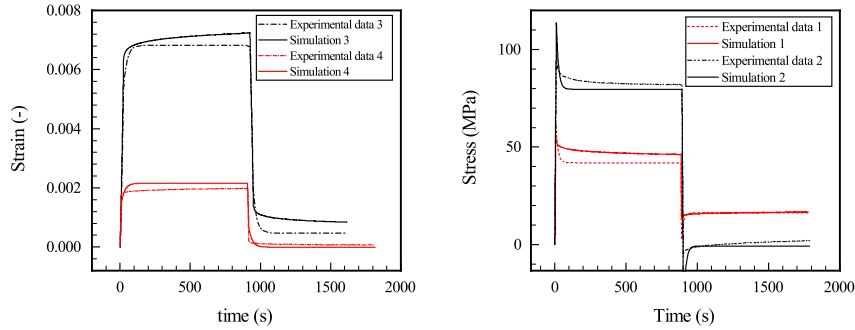 0.008
0.006
0.004
0.002
0.000
Strain (-)
0
500
1000
1500
2000
time (s)
Experimental data 3
Simulation 3
Experimental data 4
Simulation 4
100
50
0
Stress (MPa)
0
500
1000
1500
2000
Time (s)
Experimental data 1
Simulation 1
Experimental data 2
Simulation 2